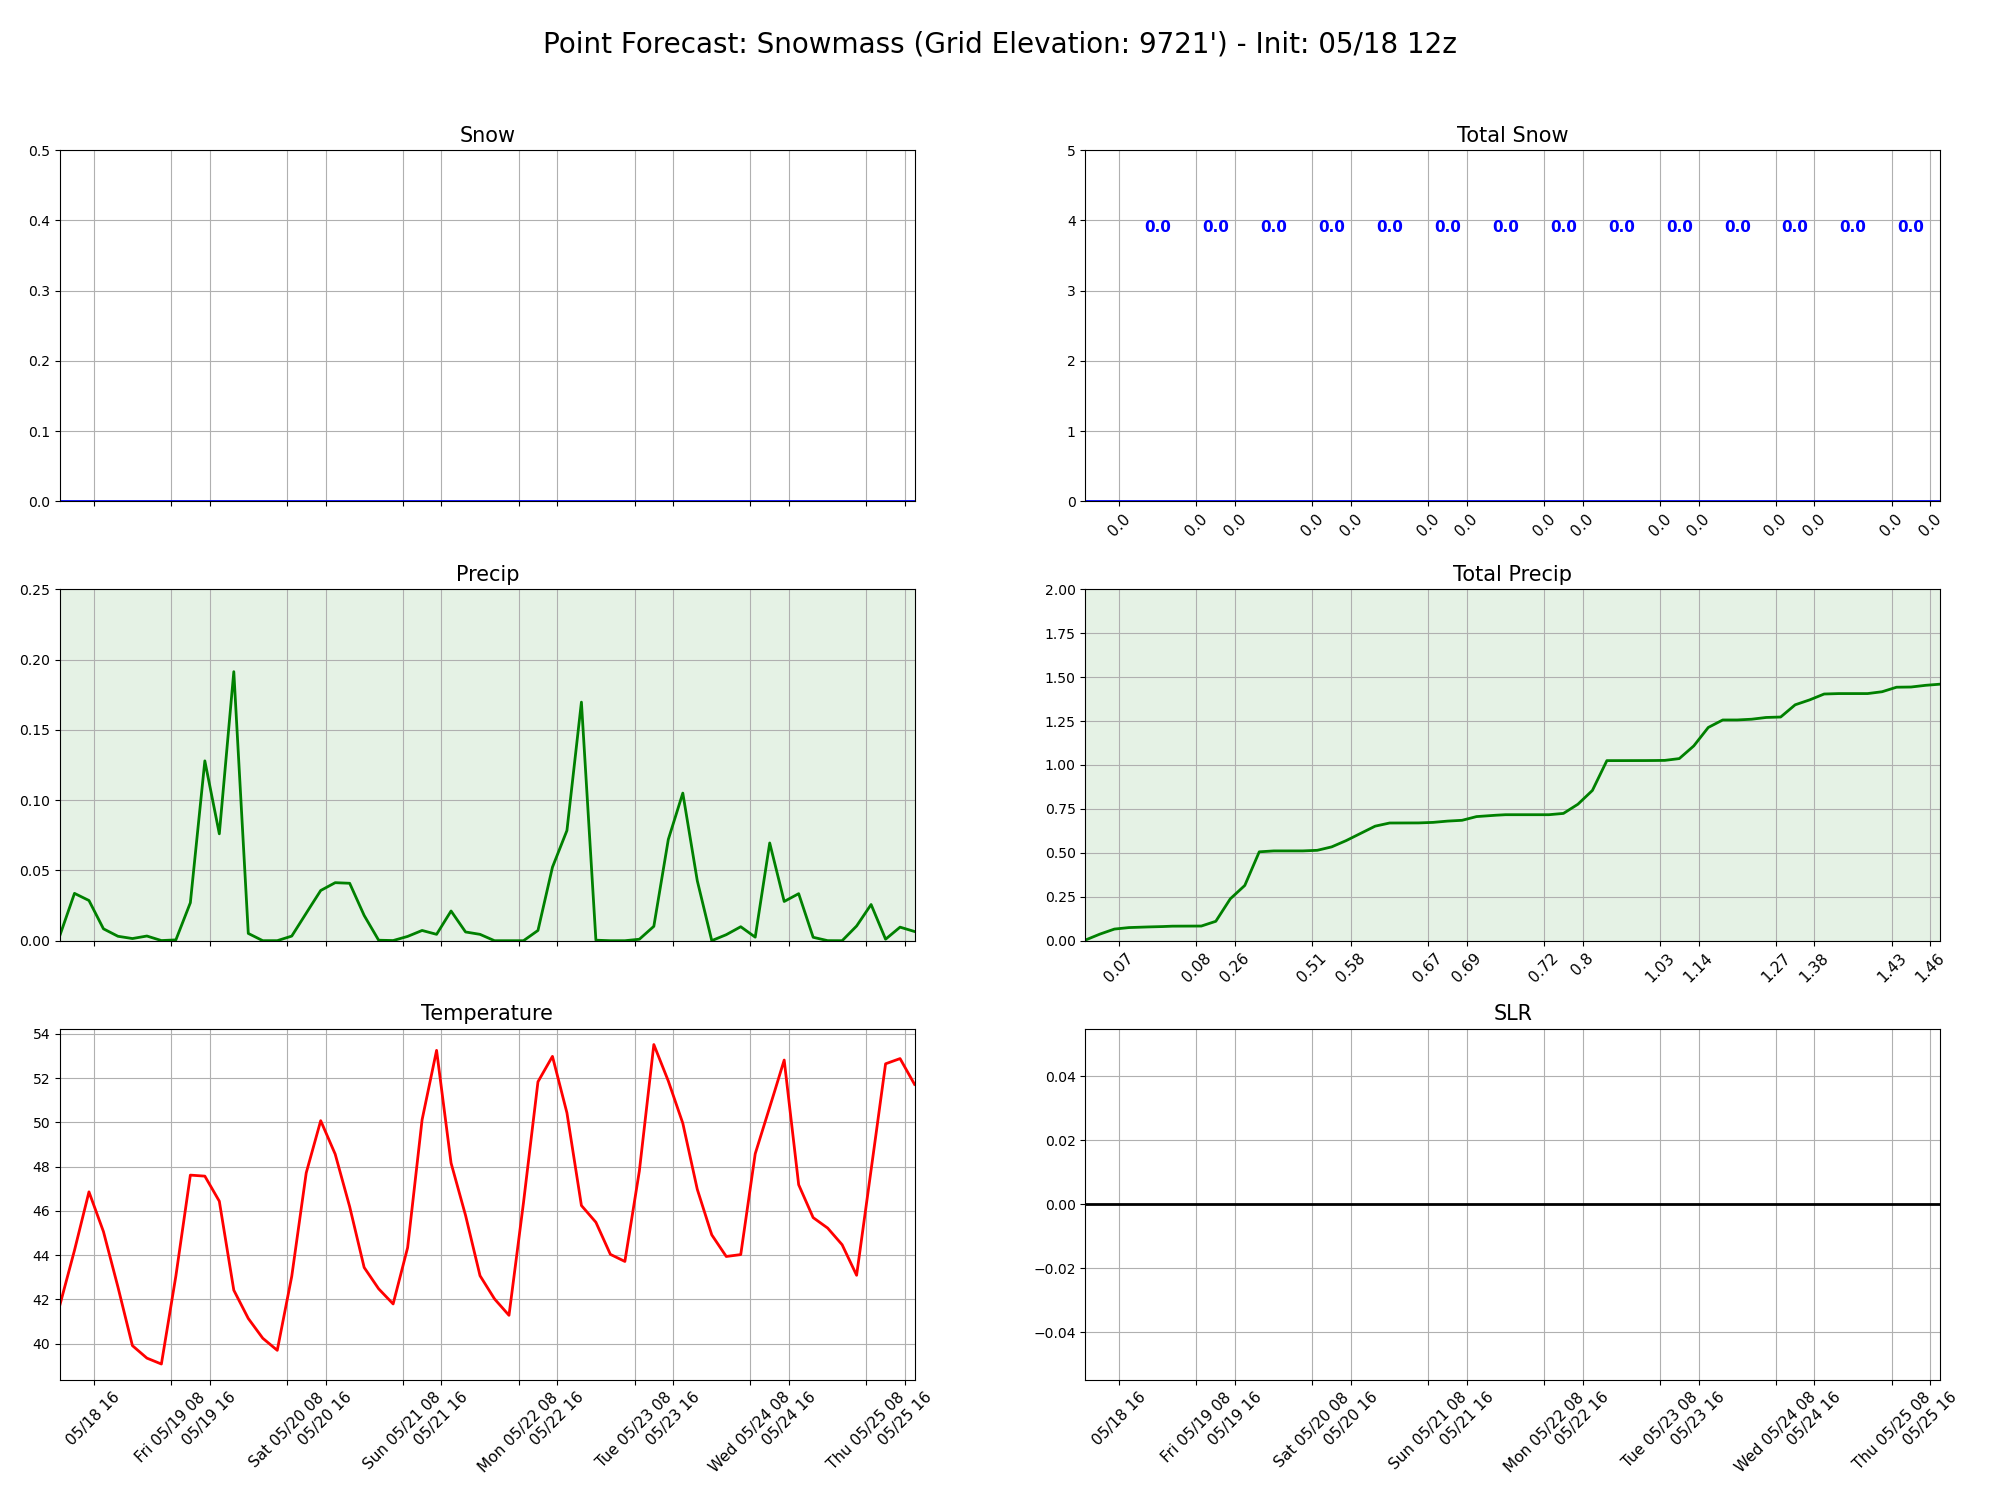 Point Forecast: Snowmass (Grid Elevation: 9721') - Init: 05/18 12z
Snow
0.5
0.4
0.3
0.2
0.1
0.0
Total Snow
5
4
3
2
1
0
0.0 0.0 0.0 0.0 0.0 0.0 0.0 0.0 0.0 0.0 0.0 0.0 0.0 0.0
0.0 0.0 0.0 0.0 0.0 0.0 0.0 0.0 0.0 0.0 0.0 0.0 0.0 0.0 0.0
Precip
0.25
0.20
0.15
0.10
0.05
0.00
Total Precip
2.00
1.75
1.50
1.25
1.00
0.75
0.50
0.25
0.00
0.07 0.08 0.26 0.51 0.58 0.67 0.69 0.72 0.8 1.03 1.14 1.27 1.38 1.43 1.46
Temperature
54
52
50
48
46
44
42
40
05/18 16
Fri 05/19 08
05/19 16
Sat 05/20 08
05/20 16
Sun 05/21 08
05/21 16
Mon 05/22 08
05/22 16
Tue 05/23 08
05/23 16
Wed 05/24 08
05/24 16
Thu 05/25 08
05/25 16
SLR
0.04
0.02
0.00
−0.02
−0.04
05/18 16
Fri 05/19 08
05/19 16
Sat 05/20 08
05/20 16
Sun 05/21 08
05/21 16
Mon 05/22 08
05/22 16
Tue 05/23 08
05/23 16
Wed 05/24 08
05/24 16
Thu 05/25 08
05/25 16